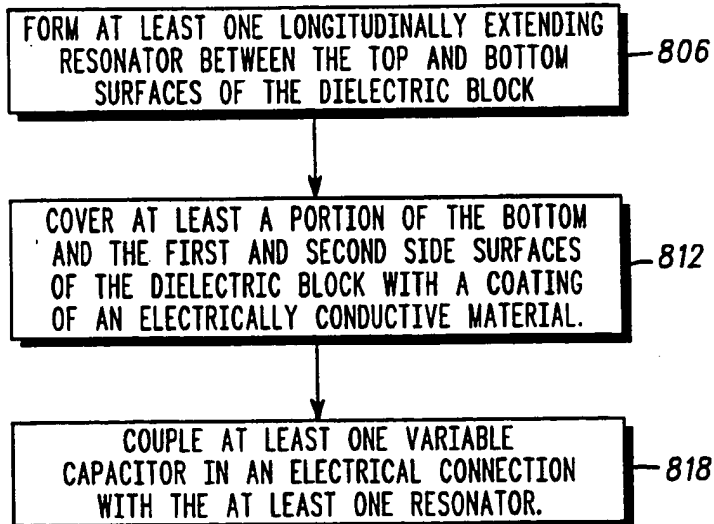 FORM AT LEAST ONE LONGITUDINALLY EXTENDING
RESONATOR BETWEEN THE TOP AND BOTTOM
SURFACES OF THE DIELECTRIC BLOCK
806
COVER AT LEAST A PORTION OF THE BOTTOM
AND THE FIRST AND SECOND SIDE SURFACES
OF THE DIELECTRIC BLOCK WITH A COATING
OF AN ELECTRICALLY CONDUCTIVE MATERIAL.
812
COUPLE AT LEAST ONE VARIABLE
CAPACITOR IN AN ELECTRICAL CONNECTION
WITH THE AT LEAST ONE RESONATOR.
818